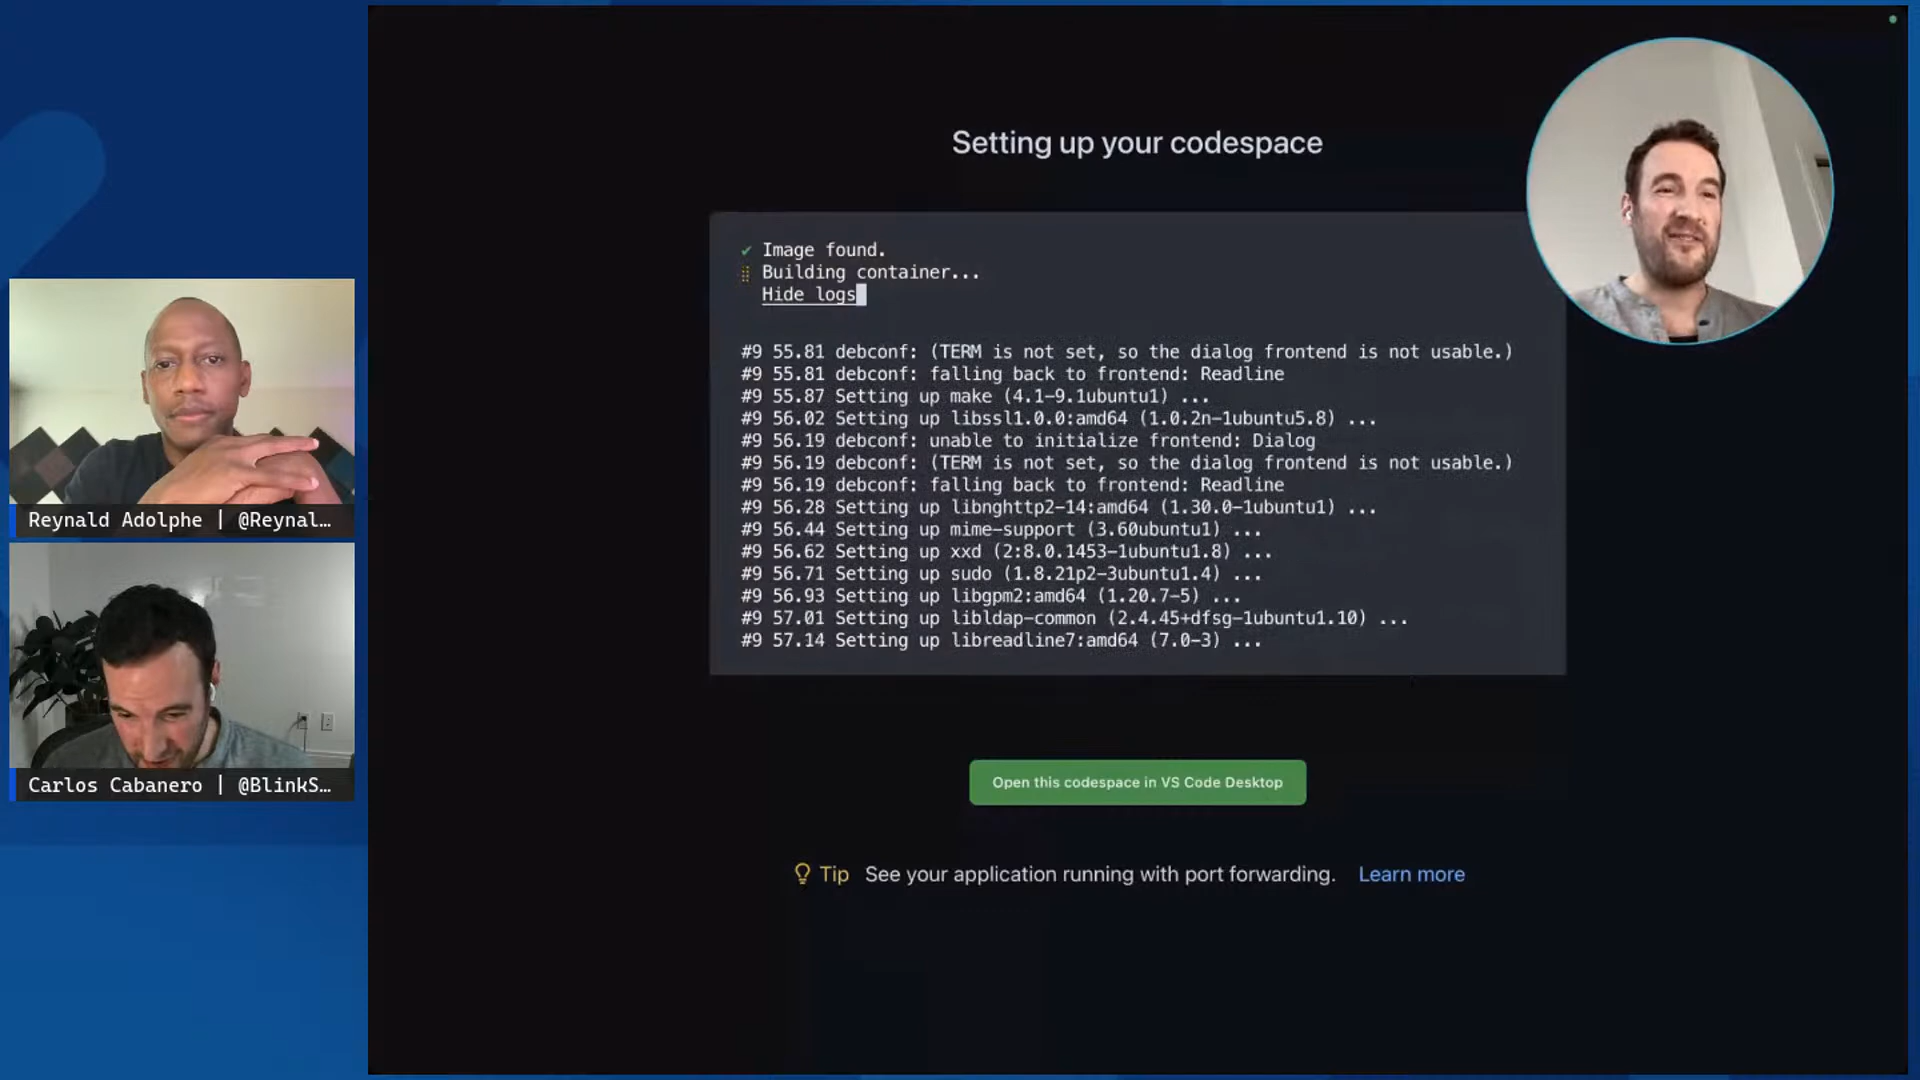 Setting up your codespace
✓ Image found.
Building container...
Hide logs
#9 55.81 debconf: (TERM is not set, so the dialog frontend is not usable.)
#9 55.81 debconf: falling back to frontend: Readline
#9 55.87 Setting up make (4.1-9.1ubuntu1) ...
#9 56.02 Setting up libssl1.0.0:amd64 (1.0.2n-1ubuntu5.8) ...
#9 56.19 debconf: unable to initialize frontend: Dialog
#9 56.19 debconf: (TERM is not set, so the dialog frontend is not usable.)
#9 56.19 debconf: falling back to frontend: Readline
#9 56.28 Setting up libnghttp2-14:amd64 (1.30.0-1ubuntu1) ...
#9 56.44 Setting up mime-support (3.60ubuntu1) ...
#9 56.62 Setting up xxd (2:8.0.1453-1ubuntu1.8) ...
#9 56.71 Setting up sudo (1.8.21p2-3ubuntu1.4) ...
#9 56.93 Setting up libgpm2:amd64 (1.20.7-5) ...
#9 57.01 Setting up libldap-common (2.4.45+dfsg-1ubuntu1.10) ...
#9 57.14 Setting up libreadline7:amd64 (7.0-3) ...
Open this codespace in VS Code Desktop
Tip See your application running with port forwarding. Learn more
Reynald Adolphe | @Reynal...
Carlos Cabanero | @BlinkS...